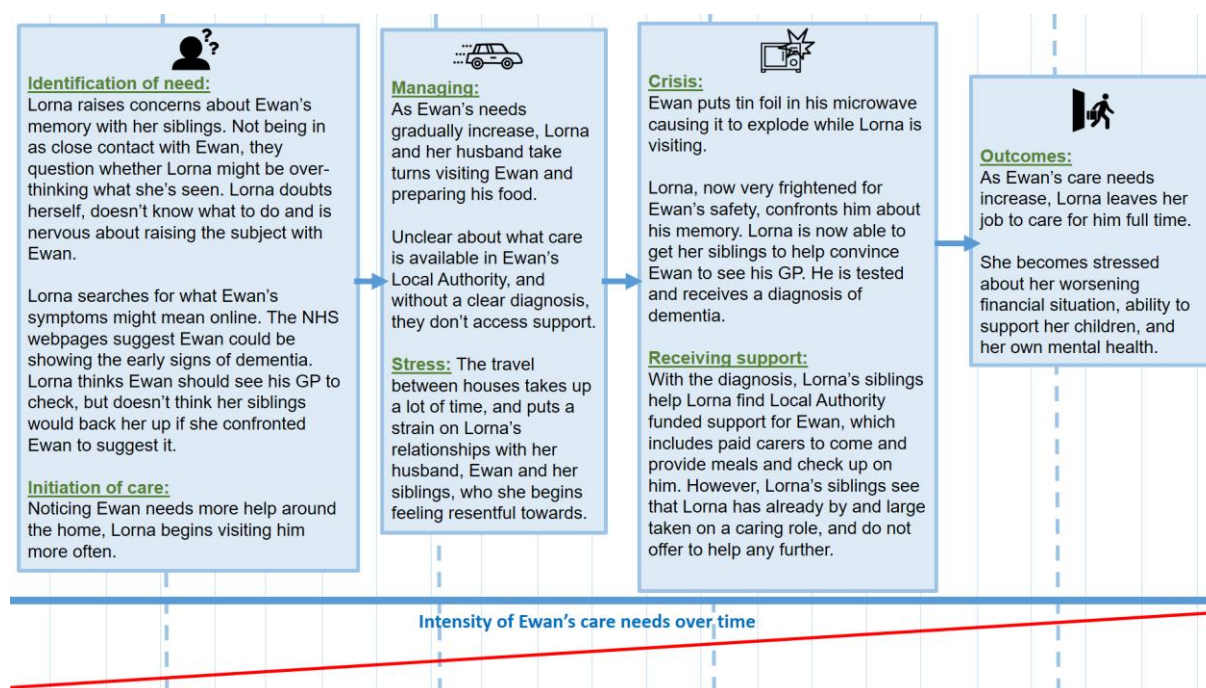 ??
?
Identification of need:
Lorna raises concerns about Ewan's
memory with her siblings. Not being in
as close contact with Ewan, they
question whether Lorna might be over-
thinking what she's seen. Lorna doubts
herself, doesn't know what to do and is
nervous about raising the subject with
Ewan.
Lorna searches for what Ewan's
symptoms might mean online. The NHS
webpages suggest Ewan could be
showing the early signs of dementia.
Lorna thinks Ewan should see his GP to
check, but doesn't think her siblings
would back her up if she confronted
Ewan to suggest it.
Initiation of care:
Noticing Ewan needs more help around
the home, Lorna begins visiting him
more often.
Managing:
As Ewan's needs
gradually increase, Lorna
and her husband take
turns visiting Ewan and
preparing his food.
Unclear about what care
is available in Ewan's
Local Authority, and
without a clear diagnosis,
they don't access support.
Stress: The travel
between houses takes up
a lot of time, and puts a
strain on Lorna's
relationships with her
husband, Ewan and her
siblings, who she begins
feeling resentful towards.
Crisis:
Ewan puts tin foil in his microwave
causing it to explode while Lorna is
visiting.
Lorna, now very frightened for
Ewan's safety, confronts him about
his memory. Lorna is now able to
get her siblings to help convince
Ewan to see his GP. He is tested
and receives a diagnosis of
dementia.
Receiving support:
With the diagnosis, Lorna's siblings
help Lorna find Local Authority
funded support for Ewan, which
includes paid carers to come and
provide meals and check up on
him. However, Lorna's siblings see
that Lorna has already by and large
taken on a caring role, and do not
offer to help any further.
Outcomes:
As Ewan's care needs
increase, Lorna leaves her
job to care for him full time.
She becomes stressed
about her worsening
financial situation, ability to
support her children, and
her own mental health.
Intensity of Ewan's care needs over time